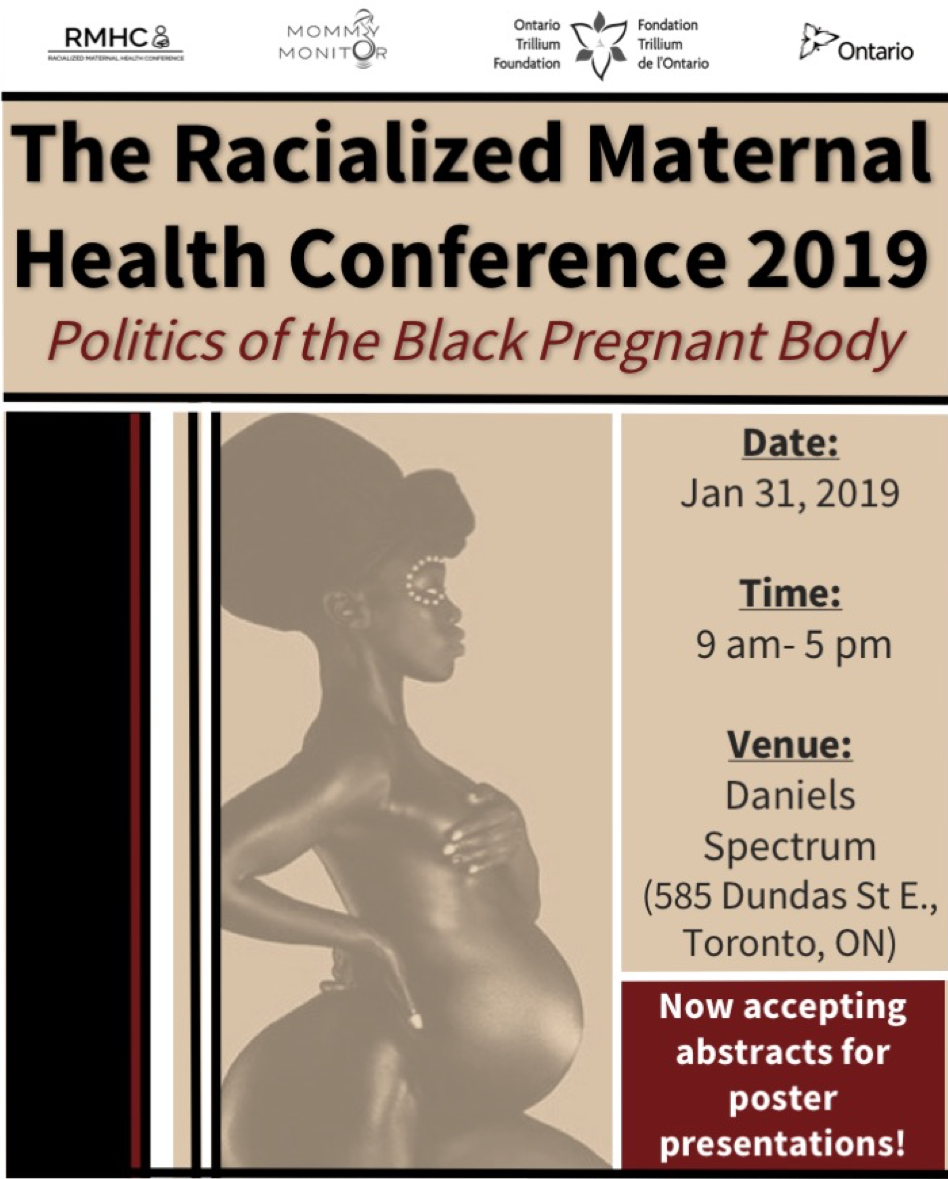 RMHC
RACIALIZED MATERNAL HEALTH CONFERENCE
MOMMY
MONITOR
Ontario
Trillium
Foundation
Fondation
Trillium
de l'Ontario
Ontario
The Racialized Maternal
Health Conference 2019
Politics of the Black Pregnant Body
Date:
Jan 31, 2019
Time:
9 am- 5 pm
Venue:
Daniels
Spectrum
(585 Dundas St E.,
Toronto, ON)
Now accepting
abstracts for
poster
presentations!